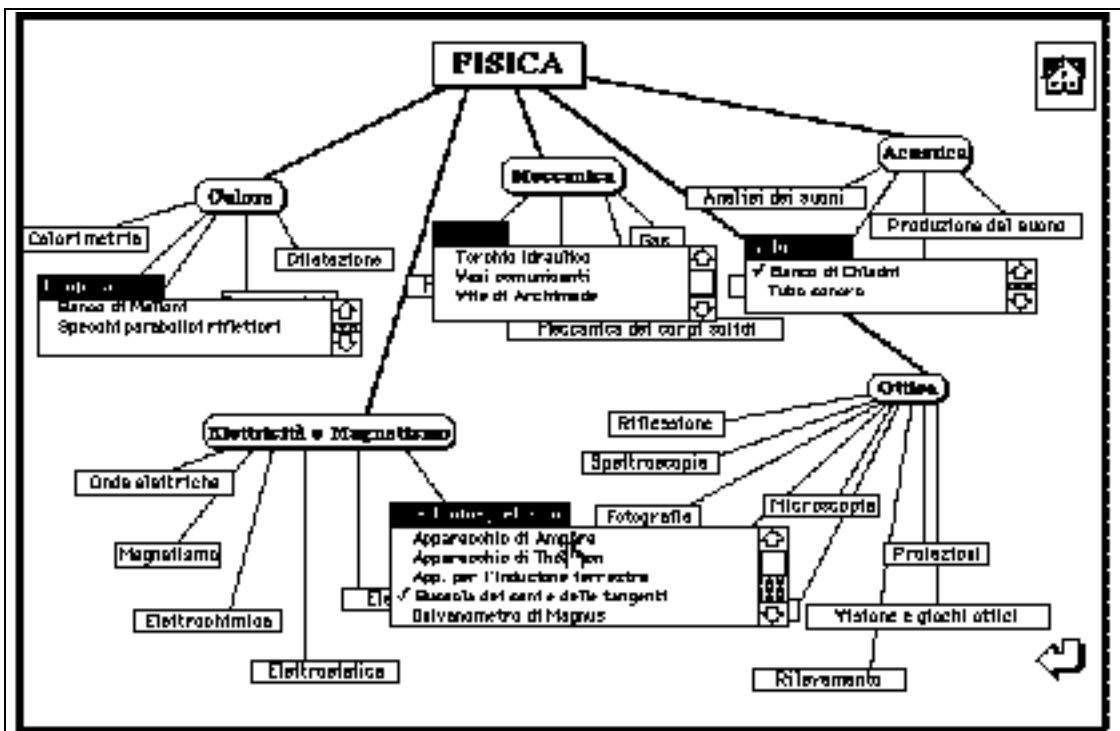 FISICA
Acustica
Meccanica
Calore
Analisi dei suoni
Produzione del suono
Calorimetria
Gas
Dilatazione
Torchio idraulico
Vasi comunicanti
Vite di Archimede
✓ Banco di Chladni
Tubo sonoro
Banco di Melloni
Specchi parabolici riflettori
Meccanica dei corpi solidi
Ottica
Riflessione
Elettricità e Magnetismo
Spettroscopia
Onde elettriche
Fotografia
Microscopia
Apparecchio di Ampère
Magnetismo
Apparecchio di
Proiezioni
App. per l'induzione terrestre
✓ Bussola dei seni e delle tangenti
Galvanometro di Magnus
Elettrochimica
Visione e giochi ottici
Elettrostatica
Rilevamento